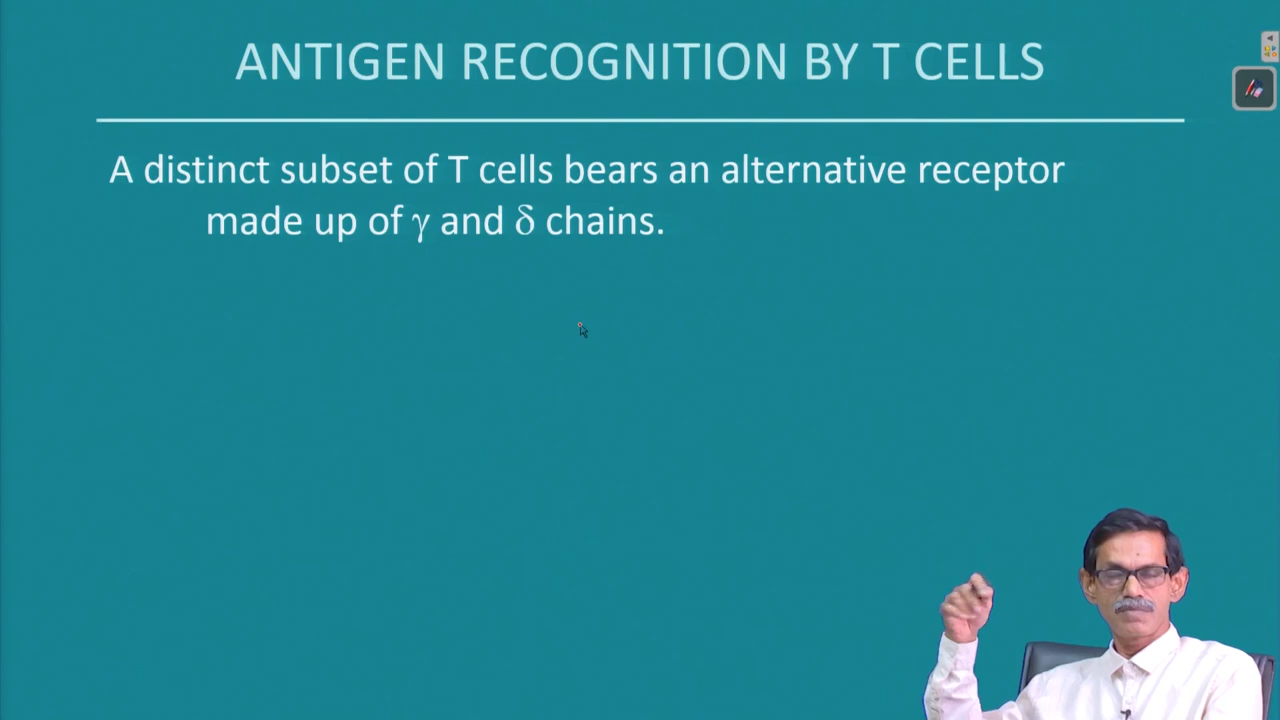 ANTIGEN RECOGNITION BY T CELLS
A distinct subset of T cells bears an alternative receptor
made up of γ and δ chains.